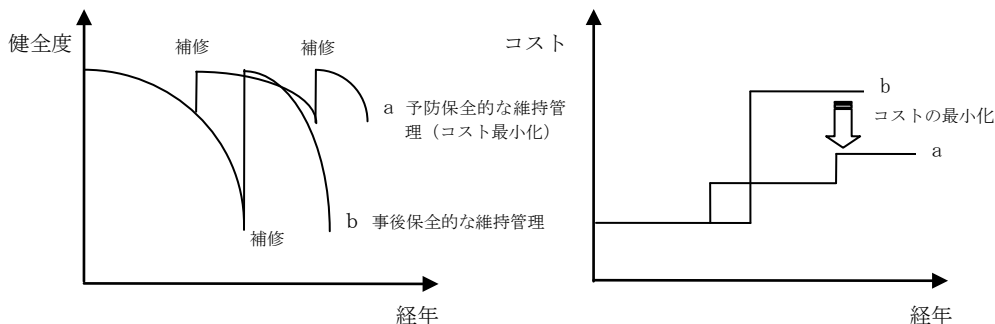 健全度
補修
補修
a 予防保全的な維持管
理（コスト最小化）
b 事後保全的な維持管理
補修
経年
コスト
b
コストの最小化
a
経年